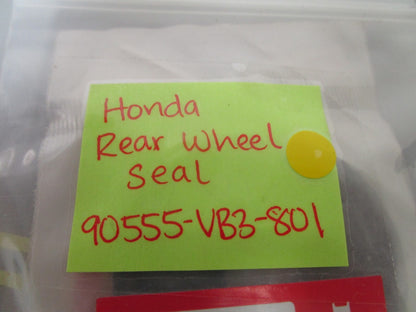 Honda
Rear Wheel
Seal
90555-VB3-801